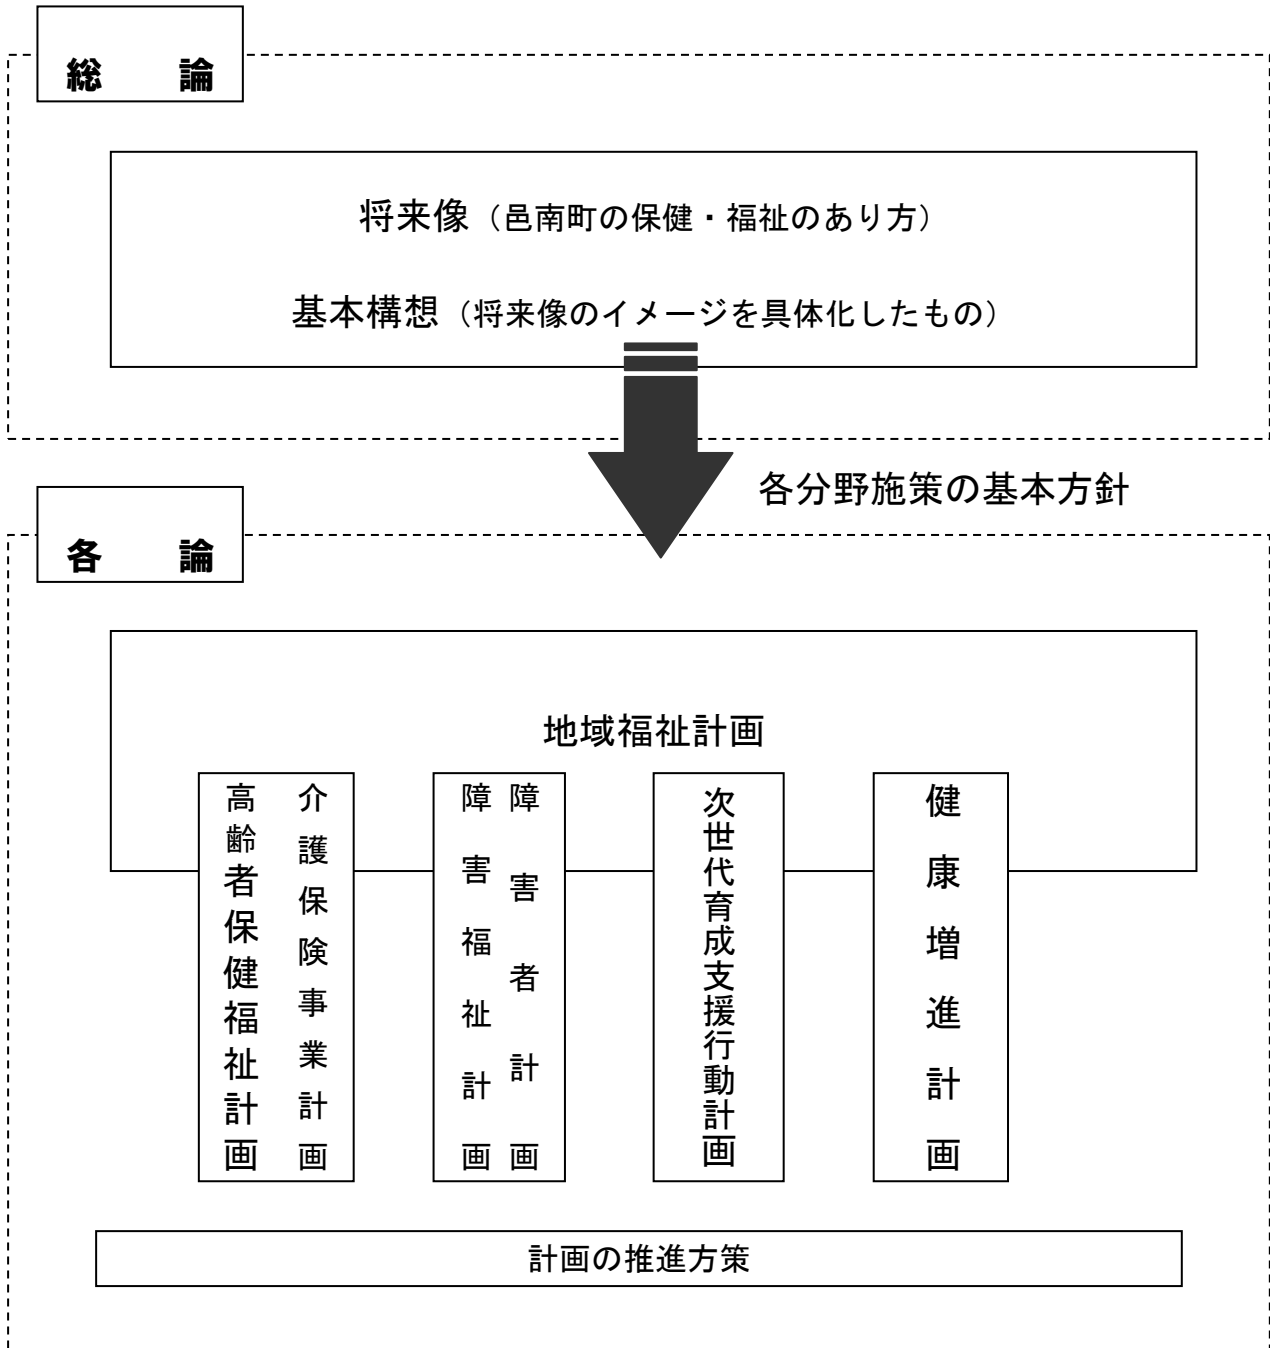 総　論
将来像（邑南町の保健・福祉のあり方）
基本構想（将来像のイメージを具体化したもの）
各分野施策の基本方針
各　論
地域福祉計画
介護保険事業計画
高齢者保健福祉計画
障害者計画
障害福祉計画
次世代育成支援行動計画
健康増進計画
計画の推進方策